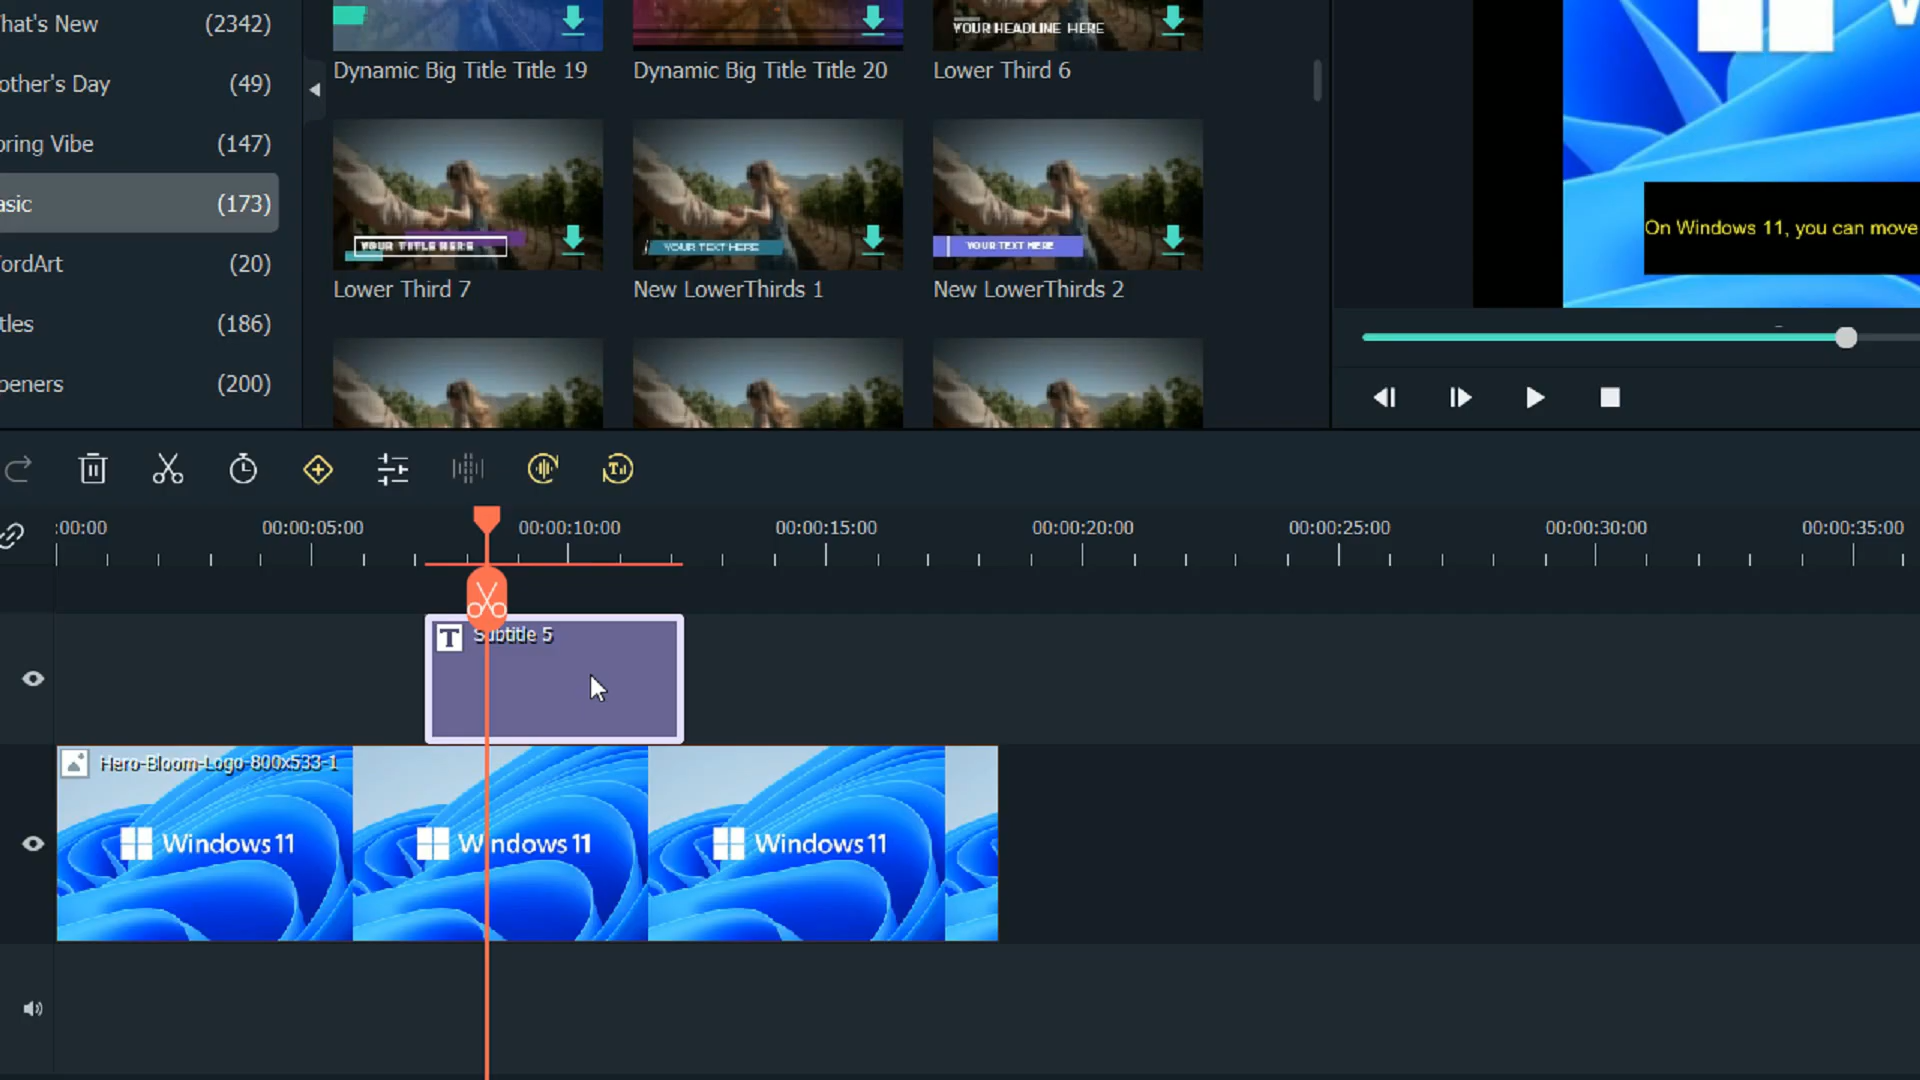 hat's New (2342)
other's Day (49)
oring Vibe (147)
asic (173)
ordArt (20)
tles (186)
peners (200)
YOUR HEADLINE HERE
Dynamic Big Title Title 19
Dynamic Big Title Title 20
Lower Third 6
YOUR TITLE HERE
YOUR TEXT HERE
YOUR TEXT HERE
Lower Third 7
New LowerThirds 1
New LowerThirds 2
On Windows 11, you can move
:00:00 00:00:05:00 00:00:10:00 00:00:15:00 00:00:20:00 00:00:25:00 00:00:30:00 00:00:35:00
T Subtitle 5
Hero-Bloom-Logo-800x533-1
Windows 11
Windows 11
Windows 11